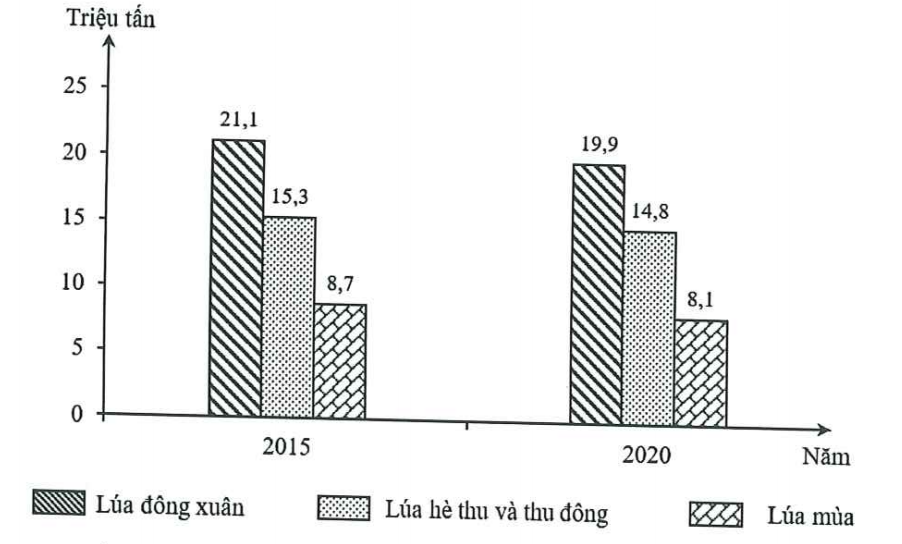 Triệu tấn
25
20
15
10
5
0
21,1
15,3
8,7
19,9
14,8
8,1
2015
2020
Năm
Lúa đông xuân
Lúa hè thu và thu đông
Lúa mùa